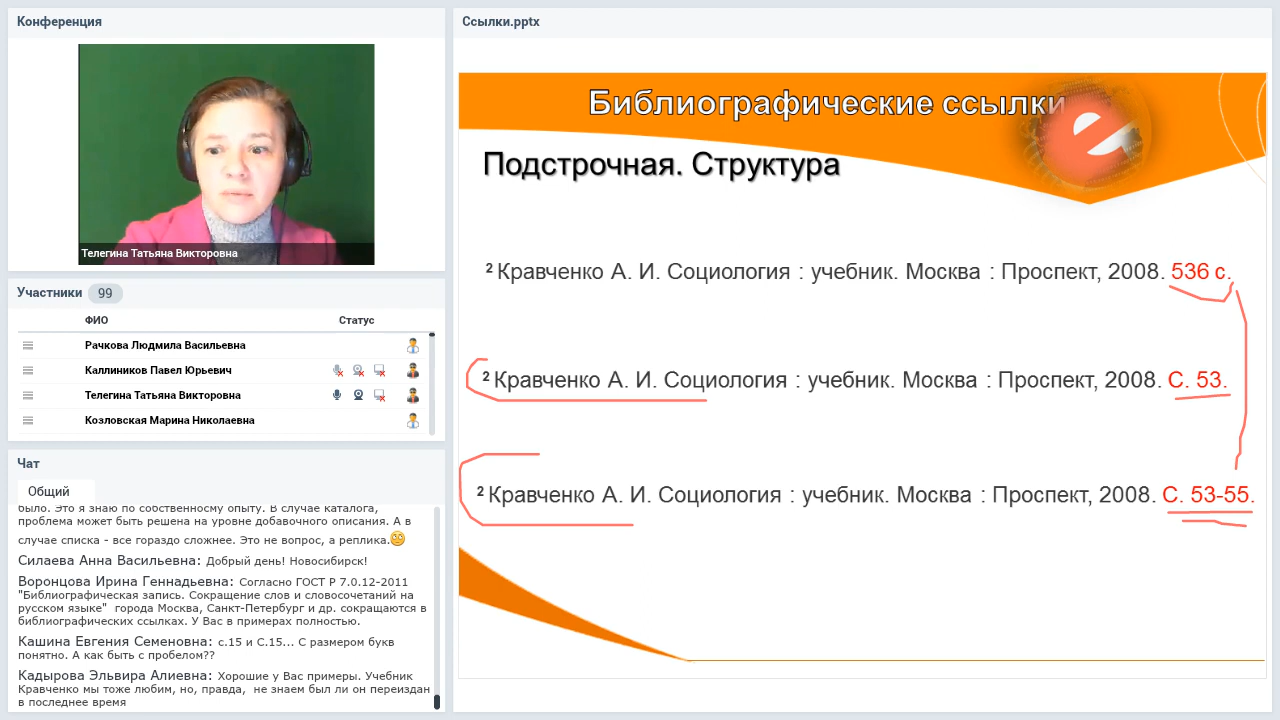 Конференция
Телегина Татьяна Викторовна
Участники 99
ФИО Статус
Рачкова Людмила Васильевна
Каллиников Павел Юрьевич
Телегина Татьяна Викторовна
Козловская Марина Николаевна
Чат
Общий
было. Это я знаю по собственсному опыту. В случае каталога,
проблема может быть решена на уровне добавочного описания. А в
случае списка - все гораздо сложнее. Это не вопрос, а реплика.
Силаева Анна Васильевна: Добрый день! Новосибирск!
Воронцова Ирина Геннадьевна: Согласно ГОСТ Р 7.0.12-2011
"Библиографическая запись. Сокращение слов и словосочетаний на
русском языке" города Москва, Санкт-Петербург и др. сокращаются в
библиографических ссылках. У Вас в примерах полностью.
Кашина Евгения Семеновна: с.15 и С.15... С размером букв
понятно. А как быть с пробелом??
Кадырова Эльвира Алиевна: Хорошие у Вас примеры. Учебник
Кравченко мы тоже любим, но, правда, не знаем был ли он переиздан
в последнее время
Ссылки.pptx
Библиографические ссылки
Подстрочная. Структура
² Кравченко А. И. Социология : учебник. Москва : Проспект, 2008. 536 с.
² Кравченко А. И. Социология : учебник. Москва : Проспект, 2008. С. 53.
² Кравченко А. И. Социология : учебник. Москва : Проспект, 2008. С. 53-55.